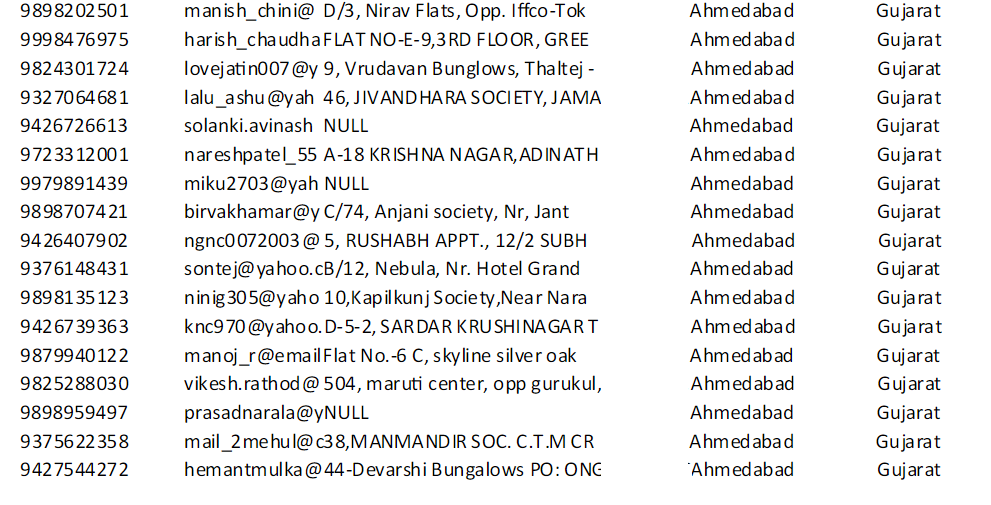 9898202501 manish_chini@ D/3, Nirav Flats, Opp. Iffco-Tok Ahmedabad Gujarat
9998476975 harish_chaudha FLAT NO-E-9,3RD FLOOR, GREE Ahmedabad Gujarat
9824301724 lovejatin007@y 9, Vrudavan Bunglows, Thaltej - Ahmedabad Gujarat
9327064681 lalu_ashu@yah 46, JIVANDHARA SOCIETY, JAMA Ahmedabad Gujarat
9426726613 solanki.avinash NULL Ahmedabad Gujarat
9723312001 nareshpatel_55 A-18 KRISHNA NAGAR,ADINATH Ahmedabad Gujarat
9979891439 miku2703@yah NULL Ahmedabad Gujarat
9898707421 birvakhamar@y C/74, Anjani society, Nr, Jant Ahmedabad Gujarat
9426407902 ngnc0072003@ 5, RUSHABH APPT., 12/2 SUBH Ahmedabad Gujarat
9376148431 sontej@yahoo.c B/12, Nebula, Nr. Hotel Grand Ahmedabad Gujarat
9898135123 ninig305@yaho 10,Kapilkunj Society,Near Nara Ahmedabad Gujarat
9426739363 knc970@yahoo. D-5-2, SARDAR KRUSHINAGAR T Ahmedabad Gujarat
9879940122 manoj_r@email Flat No.-6 C, skyline silver oak Ahmedabad Gujarat
9825288030 vikesh.rathod@ 504, maruti center, opp gurukul, Ahmedabad Gujarat
9898959497 prasadnarala@y NULL Ahmedabad Gujarat
9375622358 mail_2mehul@c 38,MANMANDIR SOC. C.T.M CR Ahmedabad Gujarat
9427544272 hemantmulka@ 44-Devarshi Bungalows PO: ONG Ahmedabad Gujarat